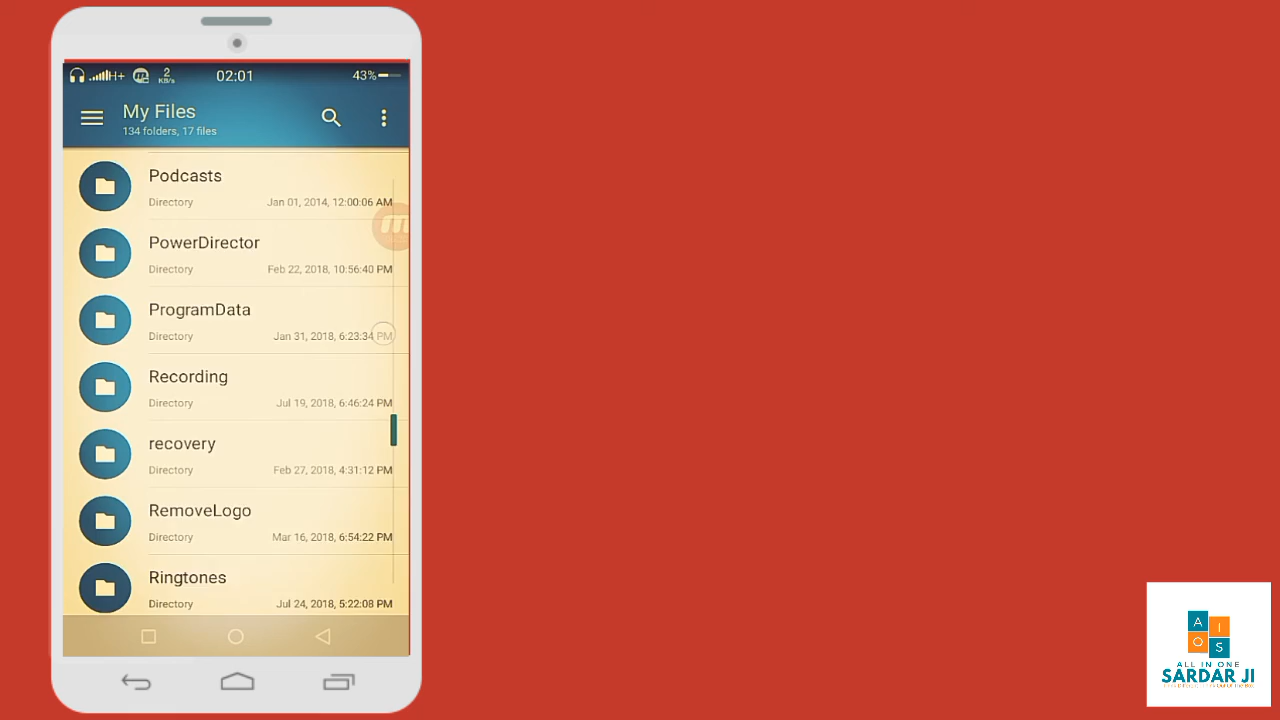 H+ 2 KB/s 02:01 43%
My Files
134 folders, 17 files
Podcasts
Directory Jan 01, 2014, 12:00:06 AM
PowerDirector
Directory Feb 22, 2018, 10:56:40 PM
ProgramData
Directory Jan 31, 2018, 6:23:34 PM
Recording
Directory Jul 19, 2018, 6:46:24 PM
recovery
Directory Feb 27, 2018, 4:31:12 PM
RemoveLogo
Directory Mar 16, 2018, 6:54:22 PM
Ringtones
Directory Jul 24, 2018, 5:22:08 PM
A I
O S
ALL IN ONE
SARDAR JI